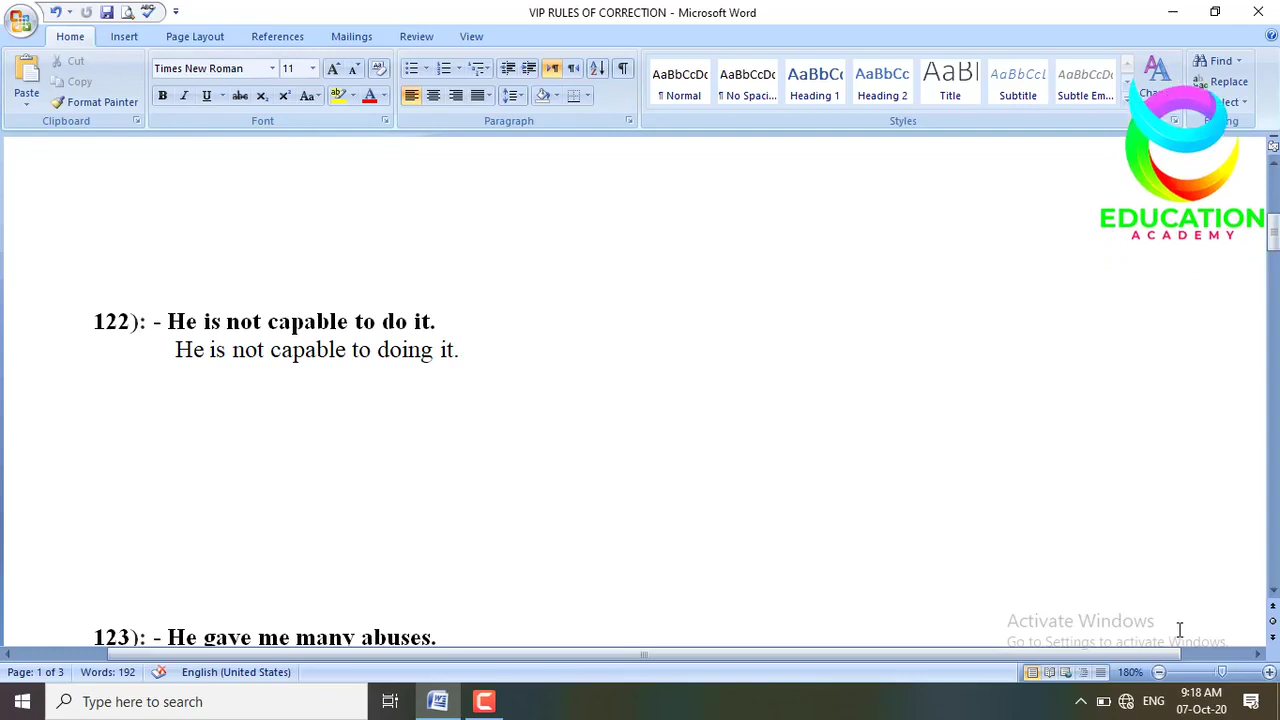 VIP RULES OF CORRECTION - Microsoft Word
Home Insert Page Layout References Mailings Review View
Paste
Cut
Copy
Format Painter
Clipboard
Times New Roman 11
Font
Paragraph
AaBbCcDc AaBbCcDc AaBbCc AaBbCc AaBb AaBbCcL AaBbCcDc
¶ Normal ¶ No Spaci... Heading 1 Heading 2 Title Subtitle Subtle Em...
Styles
Find
Replace
EDUCATION
ACADEMY
122): - He is not capable to do it.
He is not capable to doing it.
123): - He gave me many abuses.
Activate Windows
Go to Settings to activate Windows.
Page: 1 of 3 Words: 192 English (United States) 180%
Type here to search
ENG
9:18 AM
07-Oct-20